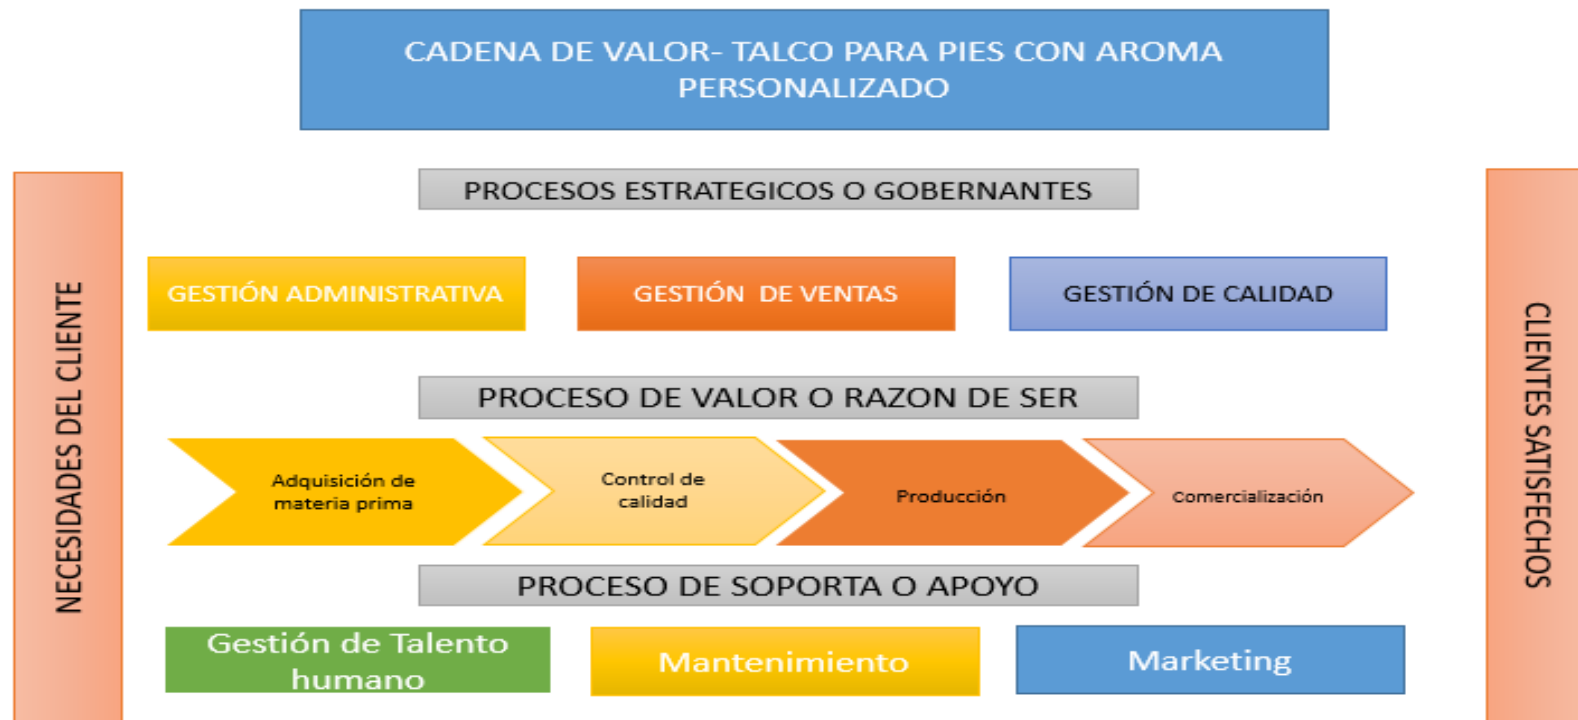 CADENA DE VALOR- TALCO PARA PIES CON AROMA
PERSONALIZADO
PROCESOS ESTRATEGICOS O GOBERNANTES
NECESIDADES DEL CLIENTE
GESTIÓN ADMINISTRATIVA
GESTIÓN DE VENTAS
GESTIÓN DE CALIDAD
CLIENTES SATISFECHOS
PROCESO DE VALOR O RAZON DE SER
Adquisición de
materia prima
Control de
calidad
Producción
Comercialización
PROCESO DE SOPORTA O APOYO
Gestión de Talento
humano
Mantenimiento
Marketing